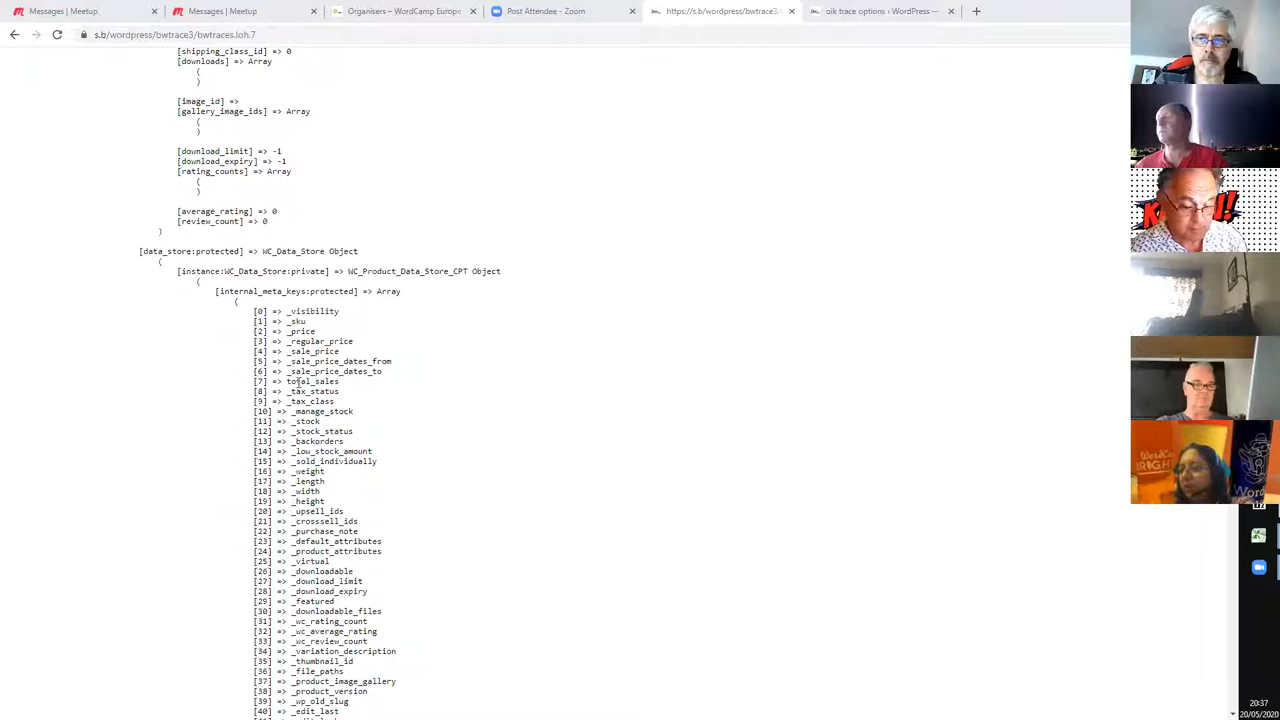 Messages | Meetup
Messages | Meetup
Organisers – WordCamp Europe
Post Attendee - Zoom
https://s.b/wordpress/bwtrace3/
oik trace options ‹ WordPress —
s.b/wordpress/bwtrace3/bwtraces.loh.7
[shipping_class_id] => 0
[downloads] => Array
(
)
[image_id] =>
[gallery_image_ids] => Array
(
)
[download_limit] => -1
[download_expiry] => -1
[rating_counts] => Array
(
)
[average_rating] => 0
[review_count] => 0
)
[data_store:protected] => WC_Data_Store Object
(
[instance:WC_Data_Store:private] => WC_Product_Data_Store_CPT Object
(
[internal_meta_keys:protected] => Array
(
[0] => _visibility
[1] => _sku
[2] => _price
[3] => _regular_price
[4] => _sale_price
[5] => _sale_price_dates_from
[6] => _sale_price_dates_to
[7] => total_sales
[8] => _tax_status
[9] => _tax_class
[10] => _manage_stock
[11] => _stock
[12] => _stock_status
[13] => _backorders
[14] => _low_stock_amount
[15] => _sold_individually
[16] => _weight
[17] => _length
[18] => _width
[19] => _height
[20] => _upsell_ids
[21] => _crosssell_ids
[22] => _purchase_note
[23] => _default_attributes
[24] => _product_attributes
[25] => _virtual
[26] => _downloadable
[27] => _download_limit
[28] => _download_expiry
[29] => _featured
[30] => _downloadable_files
[31] => _wc_rating_count
[32] => _wc_average_rating
[33] => _wc_review_count
[34] => _variation_description
[35] => _thumbnail_id
[36] => _file_paths
[37] => _product_image_gallery
[38] => _product_version
[39] => _wp_old_slug
[40] => _edit_last
20:37
20/05/2020